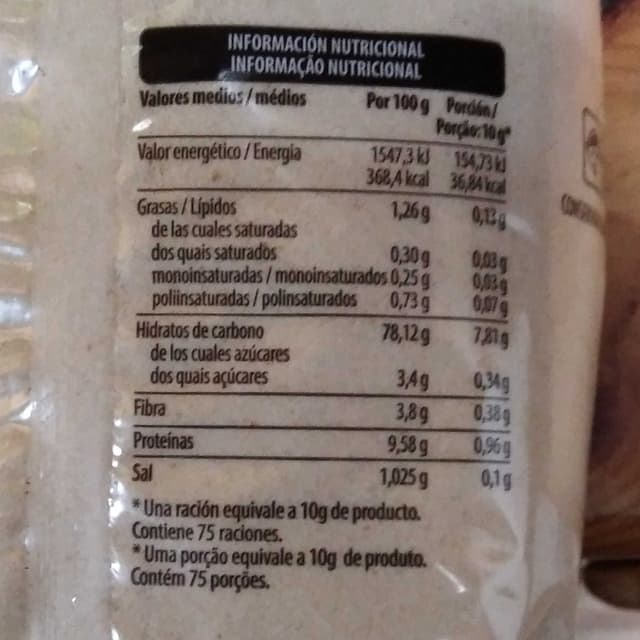 INFORMACIÓN NUTRICIONAL
INFORMAÇÃO NUTRICIONAL
Valores medios / médios Por 100 g Porción/
Porção: 10 g*
Valor energético / Energia 1547,3 kJ 154,73 kJ
368,4 kcal 36,84 kcal
Grasas / Lípidos 1,26 g 0,13 g
de las cuales saturadas
dos quais saturados 0,30 g 0,03 g
monoinsaturadas / monoinsaturados 0,25 g 0,03 g
poliinsaturadas / polinsaturados 0,73 g 0,07 g
Hidratos de carbono 78,12 g 7,81 g
de los cuales azúcares
dos quais açúcares 3,4 g 0,34 g
Fibra 3,8 g 0,38 g
Proteínas 9,58 g 0,96 g
Sal 1,025 g 0,1 g
* Una ración equivale a 10g de producto.
Contiene 75 raciones.
* Uma porção equivale a 10g de produto.
Contém 75 porções.